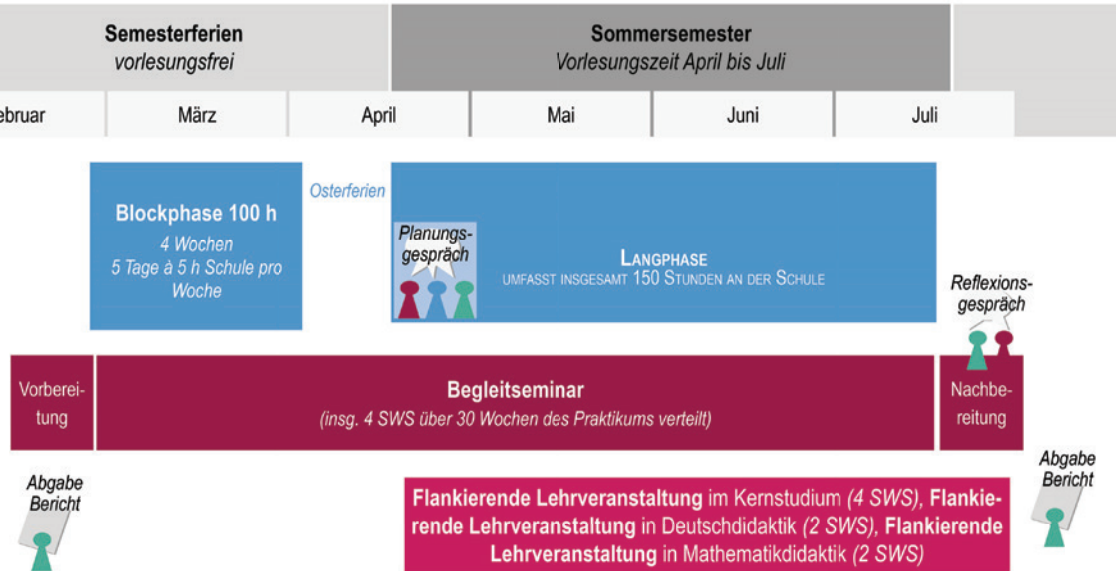 Semesterferien
vorlesungsfrei
Sommersemester
Vorlesungszeit April bis Juli
ebruar
März
April
Mai
Juni
Juli
Blockphase 100 h
4 Wochen
5 Tage à 5 h Schule pro
Woche
Osterferien
Planungs-
gespräch
Langphase
umfasst insgesamt 150 Stunden an der Schule
Reflexions-
gespräch
Vorberei-
tung
Begleitseminar
(insg. 4 SWS über 30 Wochen des Praktikums verteilt)
Nachbe-
reitung
Abgabe
Bericht
Flankierende Lehrveranstaltung im Kernstudium (4 SWS), Flankie-
rende Lehrveranstaltung in Deutschdidaktik (2 SWS), Flankierende
Lehrveranstaltung in Mathematikdidaktik (2 SWS)
Abgabe
Bericht